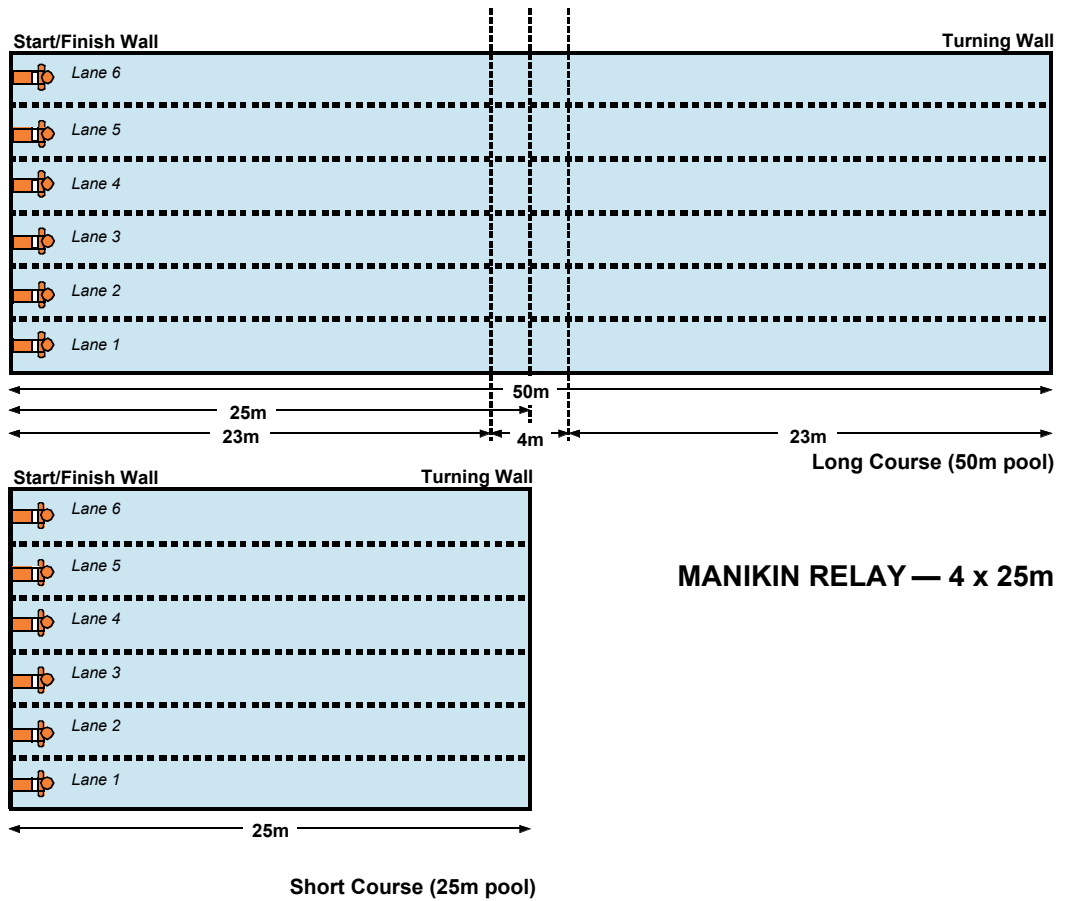 Start/Finish Wall Turning Wall
Lane 6
Lane 5
Lane 4
Lane 3
Lane 2
Lane 1
50m
25m
23m 4m 23m
Long Course (50m pool)
Start/Finish Wall Turning Wall
Lane 6
Lane 5
MANIKIN RELAY — 4 x 25m
Lane 4
Lane 3
Lane 2
Lane 1
25m
Short Course (25m pool)